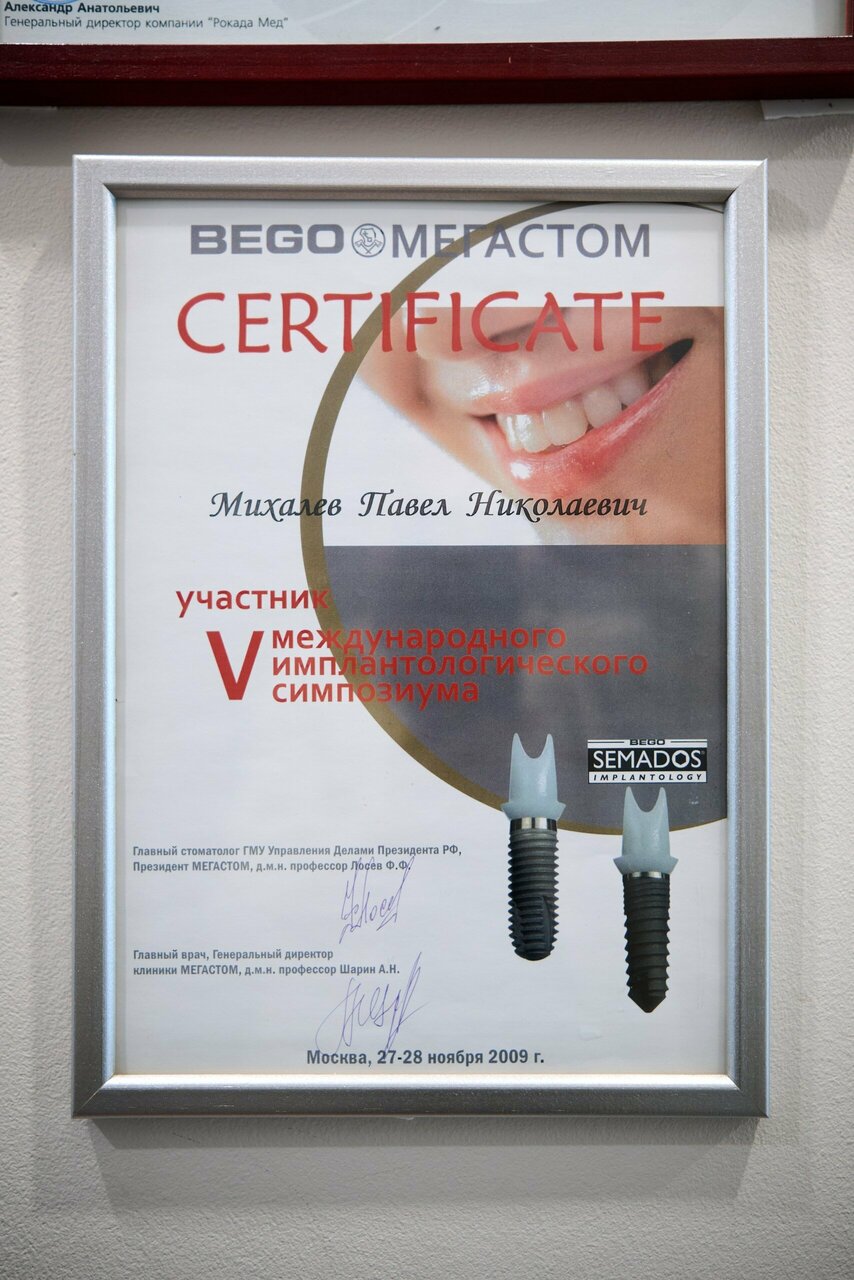 Александр Анатольевич
Генеральный директор компании "Рокада Мед"
BEGO МЕГАСТОМ
CERTIFICATE
Михалев Павел Николаевич
участник
V международного
имплантологического
симпозиума
BEGO
SEMADOS®
IMPLANTOLOGY
Главный стоматолог ГМУ Управления Делами Президента РФ,
Президент МЕГАСТОМ, д.м.н. профессор Лосев Ф.Ф.
Главный врач, Генеральный директор
клиники МЕГАСТОМ, д.м.н. профессор Шарин А.Н.
Москва, 27-28 ноября 2009 г.